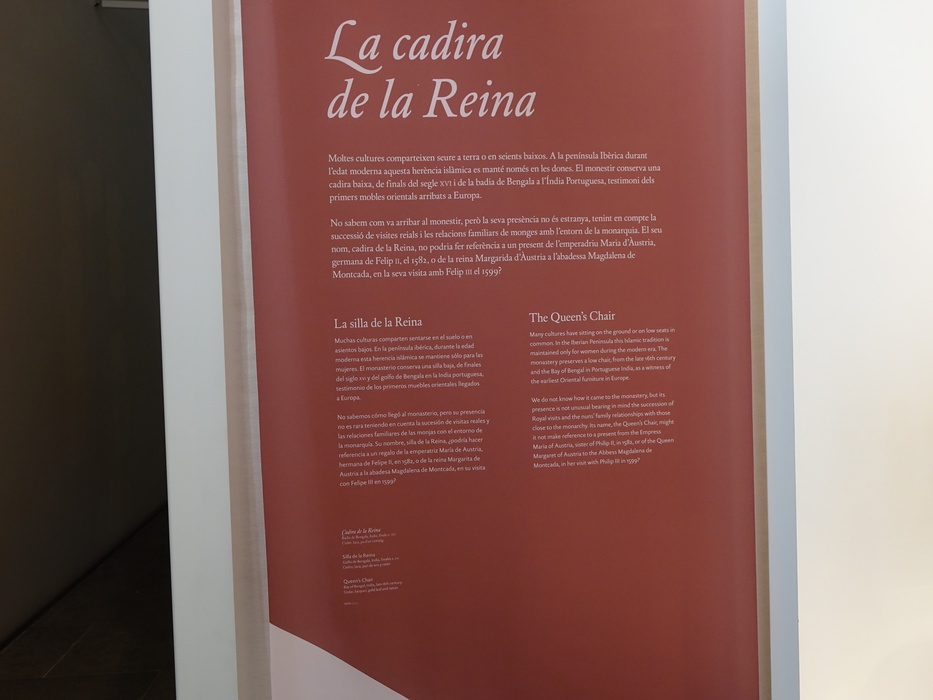 La cadira
de la Reina
Moltes cultures comparteixen seure a terra o en seients baixos. A la península Ibèrica durant
l'edat moderna aquesta herència islàmica es manté només en les dones. El monestir conserva una
cadira baixa, de finals del segle XVI i de la badia de Bengala a l'Índia Portuguesa, testimoni dels
primers mobles orientals arribats a Europa.
No sabem com va arribar al monestir, però la seva presència no és estranya, tenint en compte la
successió de visites reials i les relacions familiars de monges amb l'entorn de la monarquia. El seu
nom, cadira de la Reina, no podria fer referència a un present de l'emperadriu Maria d'Àustria,
germana de Felip II, el 1582, o de la reina Margarida d'Àustria a l'abadessa Magdalena de
Montcada, en la seva visita amb Felip III el 1599?
La silla de la Reina
Muchas culturas comparten sentarse en el suelo o en
asientos bajos. En la península ibérica, durante la edad
moderna esta herencia islámica se mantiene sólo para las
mujeres. El monasterio conserva una silla baja, de finales
del siglo XVI y del golfo de Bengala en la India portuguesa,
testimonio de los primeros muebles orientales llegados
a Europa.
No sabemos cómo llegó al monasterio, pero su presencia
no es rara teniendo en cuenta la sucesión de visitas reales y
las relaciones familiares de las monjas con el entorno de
la monarquía. Su nombre, silla de la Reina, ¿podría hacer
referencia a un regalo de la emperatriz María de Austria,
hermana de Felipe II, en 1582, o de la reina Margarita de
Austria a la abadesa Magdalena de Montcada, en su visita
con Felipe III en 1599?
The Queen's Chair
Many cultures have sitting on the ground or on low seats in
common. In the Iberian Peninsula this Islamic tradition is
maintained only for women during the modern era. The
monastery preserves a low chair, from the late 16th century
and the Bay of Bengal in Portuguese India, as a witness of
the earliest Oriental furniture in Europe.
We do not know how it came to the monastery, but its
presence is not unusual bearing in mind the succession of
Royal visits and the nuns' family relationships with those
close to the monarchy. Its name, the Queen's Chair, might
it not make reference to a present from the Empress
Maria of Austria, sister of Philip II, in 1582, or of the Queen
Margaret of Austria to the Abbess Magdalena de
Montcada, in her visit with Philip III in 1599?
Cadira de la Reina
Badia de Bengala, Índia,
Silla de la Reina
Bahía de Bengala, India,
Queen's Chair
Bay of Bengal, India, late 16th century